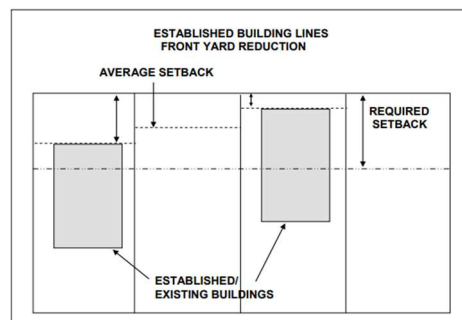 ESTABLISHED BUILDING LINES
FRONT YARD REDUCTION
AVERAGE SETBACK
REQUIRED
SETBACK
ESTABLISHED/
EXISTING BUILDINGS